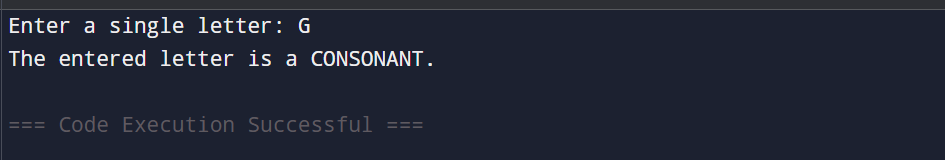 Enter a single letter: G
The entered letter is a CONSONANT.
=== Code Execution Successful ===